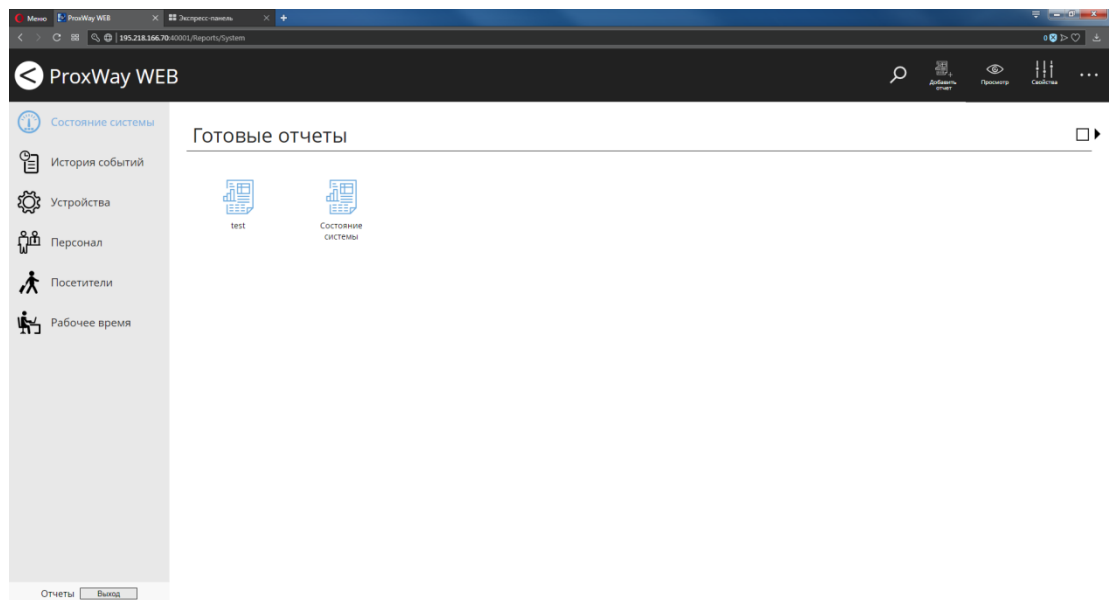 Меню ProxWay WEB Экспресс-панель
195.218.166.70:40001/Reports/System 0
ProxWay WEB
Добавить отчет
Просмотр
Свойства
Состояние системы
История событий
Устройства
Персонал
Посетители
Рабочее время
Готовые отчеты
test
Состояние
системы
Отчеты Выход